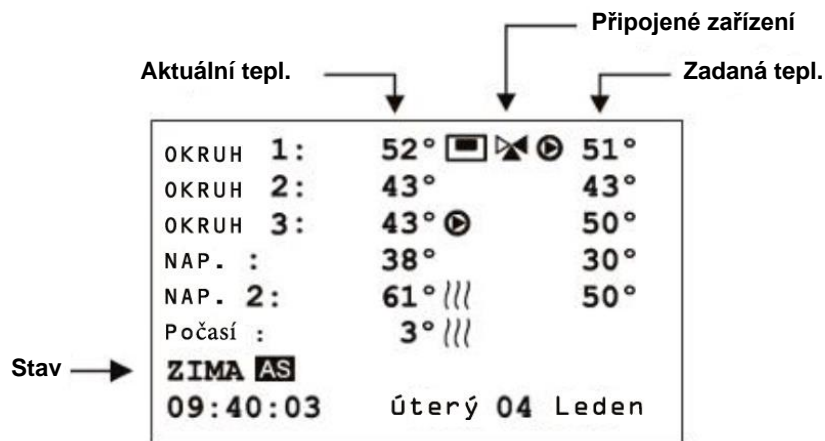 Připojené zařízení
Aktuální tepl.
Zadaná tepl.
OKRUH 1: 52° 51°
OKRUH 2: 43° 43°
OKRUH 3: 43° 50°
NAP. : 38° 30°
NAP. 2: 61° 50°
Počasí : 3°
Stav
ZIMA AS
09:40:03 úterý 04 Leden